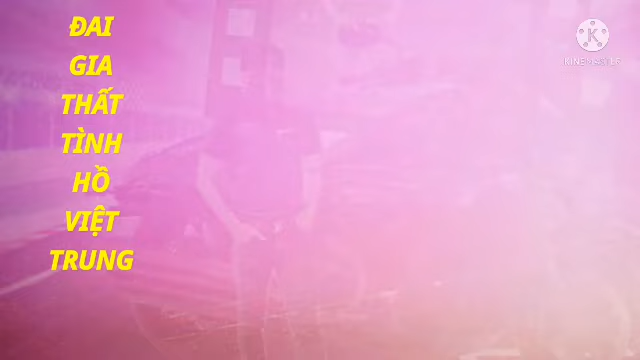 ĐAI
GIA
THẤT
TÌNH
HỒ
VIỆT
TRUNG
KINEMASTER